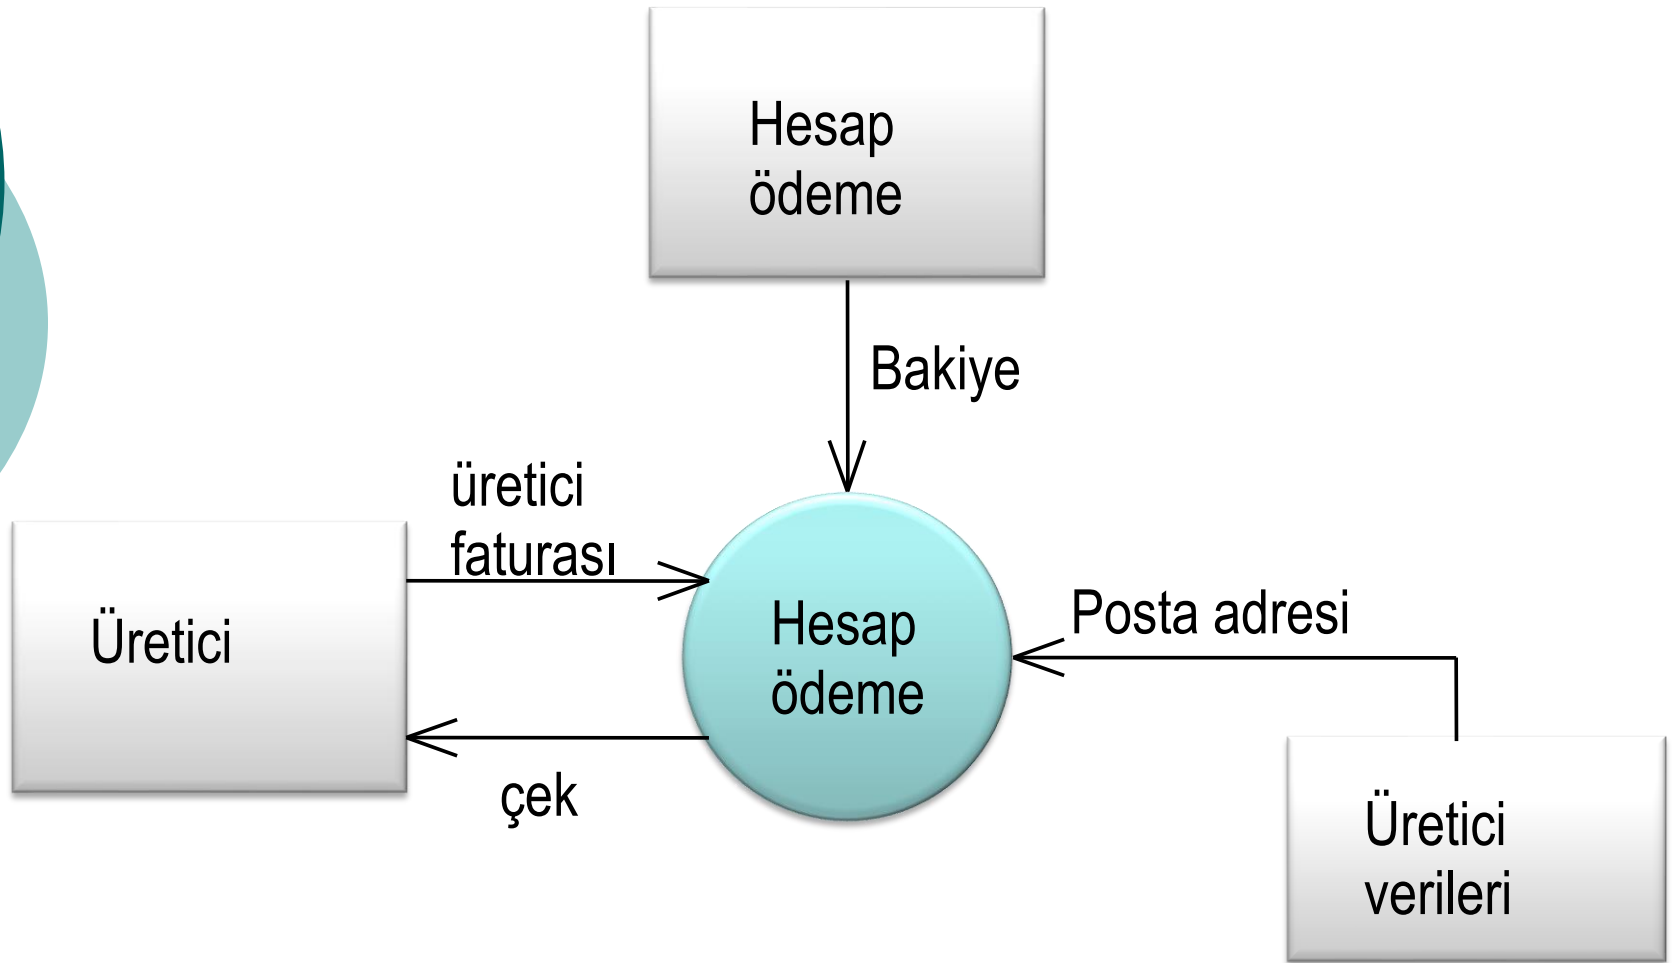 Hesap
ödeme
Bakiye
üretici
faturası
Üretici
Hesap
ödeme
Posta adresi
çek
Üretici
verileri